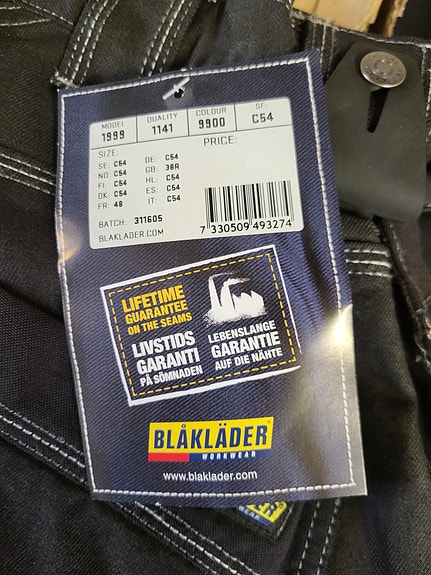 MODEL QUALITY COLOUR SE:
1999 1141 9900 C54
SIZE: PRICE:
SE: C54 DE: C54
NO: C54 GB: 38R
FI: C54 HL: C54
DK: C54 ES: C54
FR: 48 IT: C54
BATCH: 311605
BLAKLADER.COM
7 330509 493274
LIFETIME
GUARANTEE
ON THE SEAMS
LIVSTIDS
GARANTI
PÅ SÖMNADEN
LEBENSLANGE
GARANTIE
AUF DIE NÄHTE
BLÅKLÄDER
WORKWEAR
www.blaklader.com